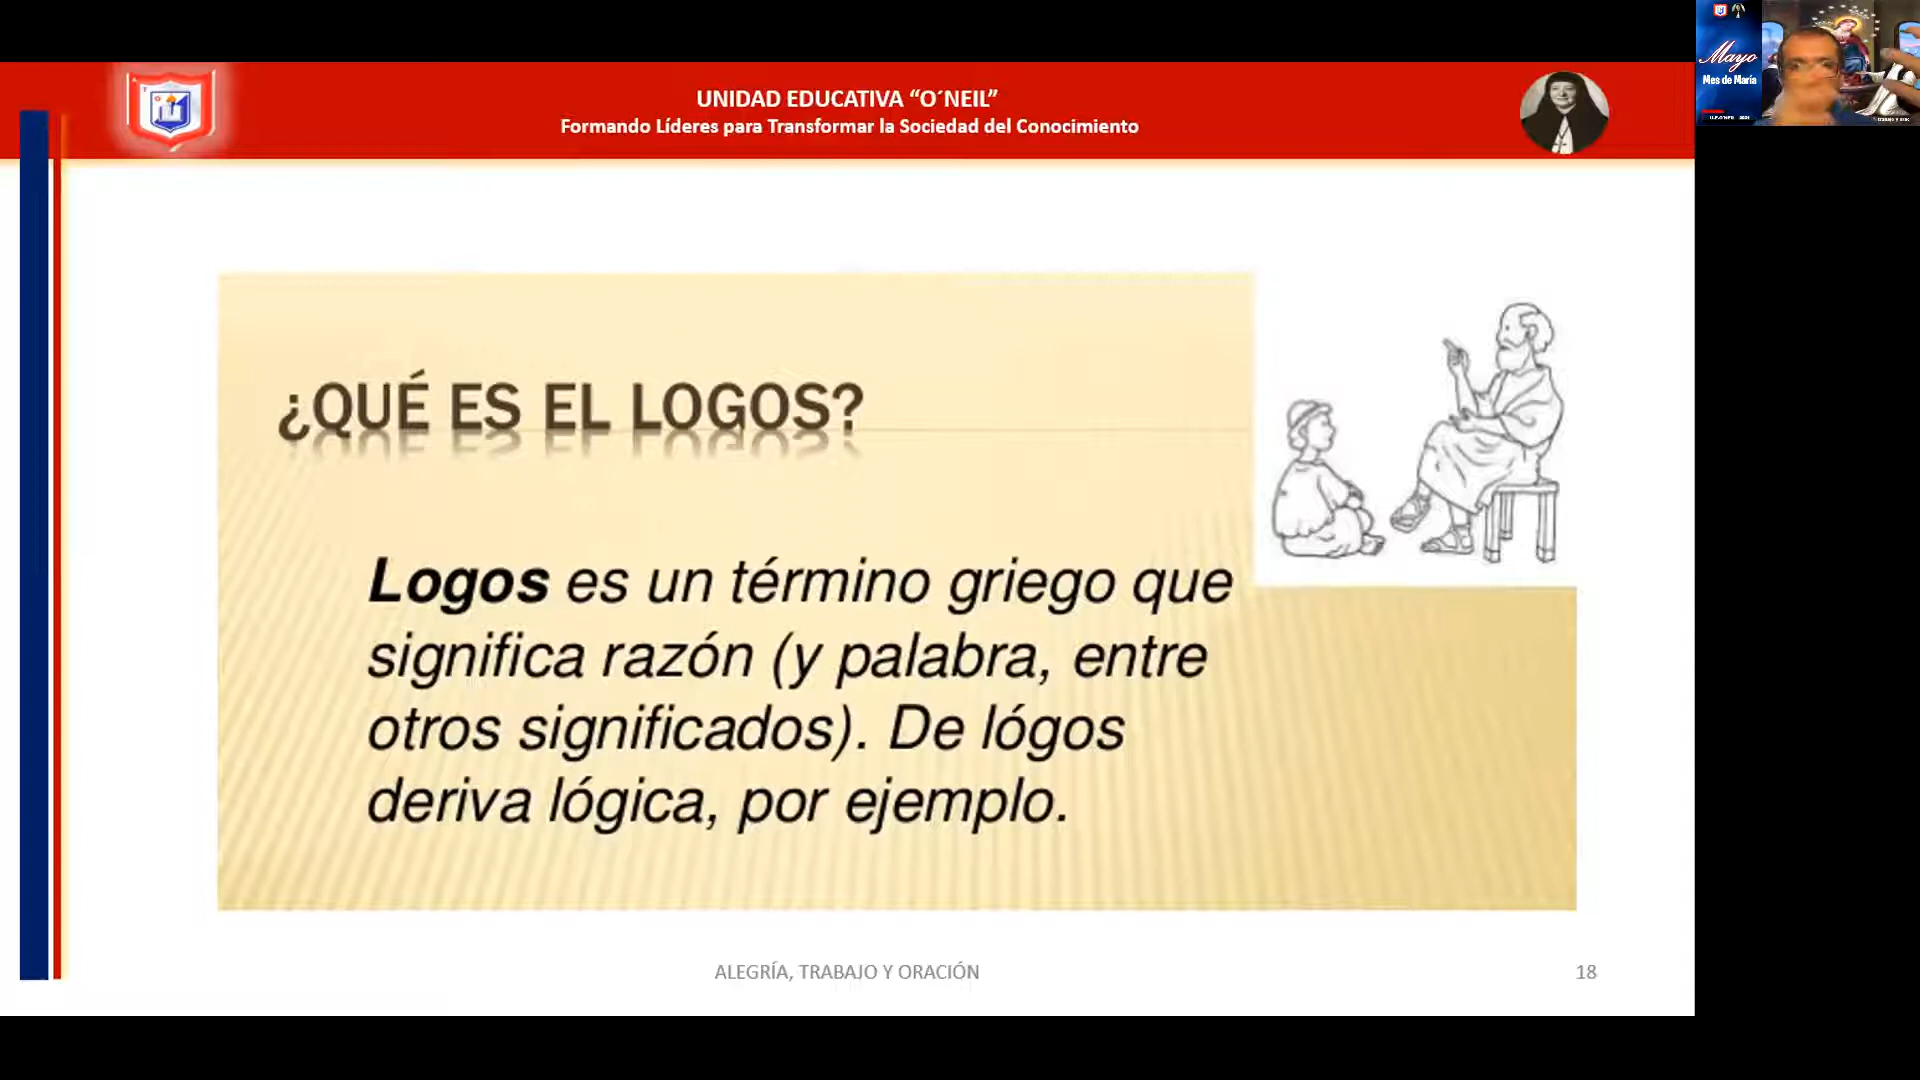 UNIDAD EDUCATIVA “O´NEIL”
Formando Líderes para Transformar la Sociedad del Conocimiento
Mayo
Mes de María
¿QUÉ ES EL LOGOS?
Logos es un término griego que
significa razón (y palabra, entre
otros significados). De lógos
deriva lógica, por ejemplo.
ALEGRÍA, TRABAJO Y ORACIÓN
18